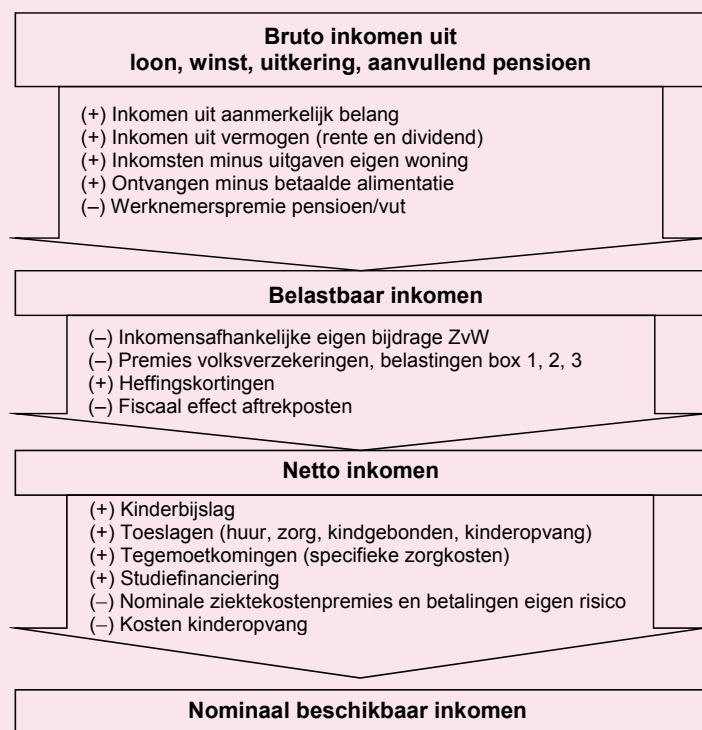 Bruto inkomen uit
loon, winst, uitkering, aanvullend pensioen
(+) Inkomen uit aanmerkelijk belang
(+) Inkomen uit vermogen (rente en dividend)
(+) Inkomsten minus uitgaven eigen woning
(+) Ontvangen minus betaalde alimentatie
(–) Werknemerspremie pensioen/vut
Belastbaar inkomen
(–) Inkomensafhankelijke eigen bijdrage ZvW
(–) Premies volksverzekeringen, belastingen box 1, 2, 3
(+) Heffingskortingen
(–) Fiscaal effect aftrekposten
Netto inkomen
(+) Kinderbijslag
(+) Toeslagen (huur, zorg, kindgebonden, kinderopvang)
(+) Tegemoetkomingen (specifieke zorgkosten)
(+) Studiefinanciering
(–) Nominale ziektekostenpremies en betalingen eigen risico
(–) Kosten kinderopvang
Nominaal beschikbaar inkomen